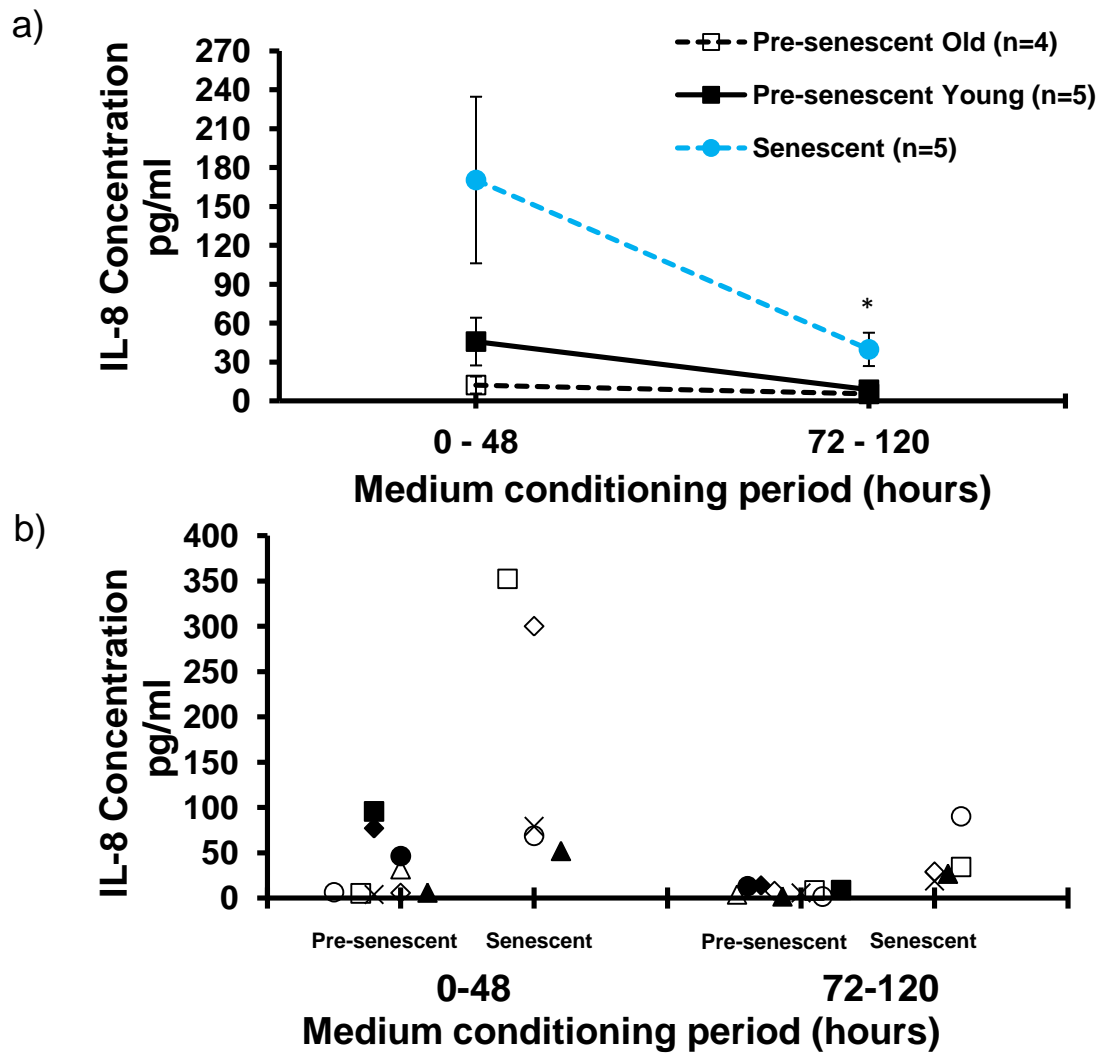 a)
IL-8 Concentration
pg/ml
270
240
210
180
150
120
90
60
30
0
Pre-senescent Old (n=4)
Pre-senescent Young (n=5)
Senescent (n=5)
*
0 - 48
72 - 120
Medium conditioning period (hours)
b)
IL-8 Concentration
pg/ml
400
350
300
250
200
150
100
50
0
Pre-senescent
Senescent
Pre-senescent
Senescent
0-48
72-120
Medium conditioning period (hours)